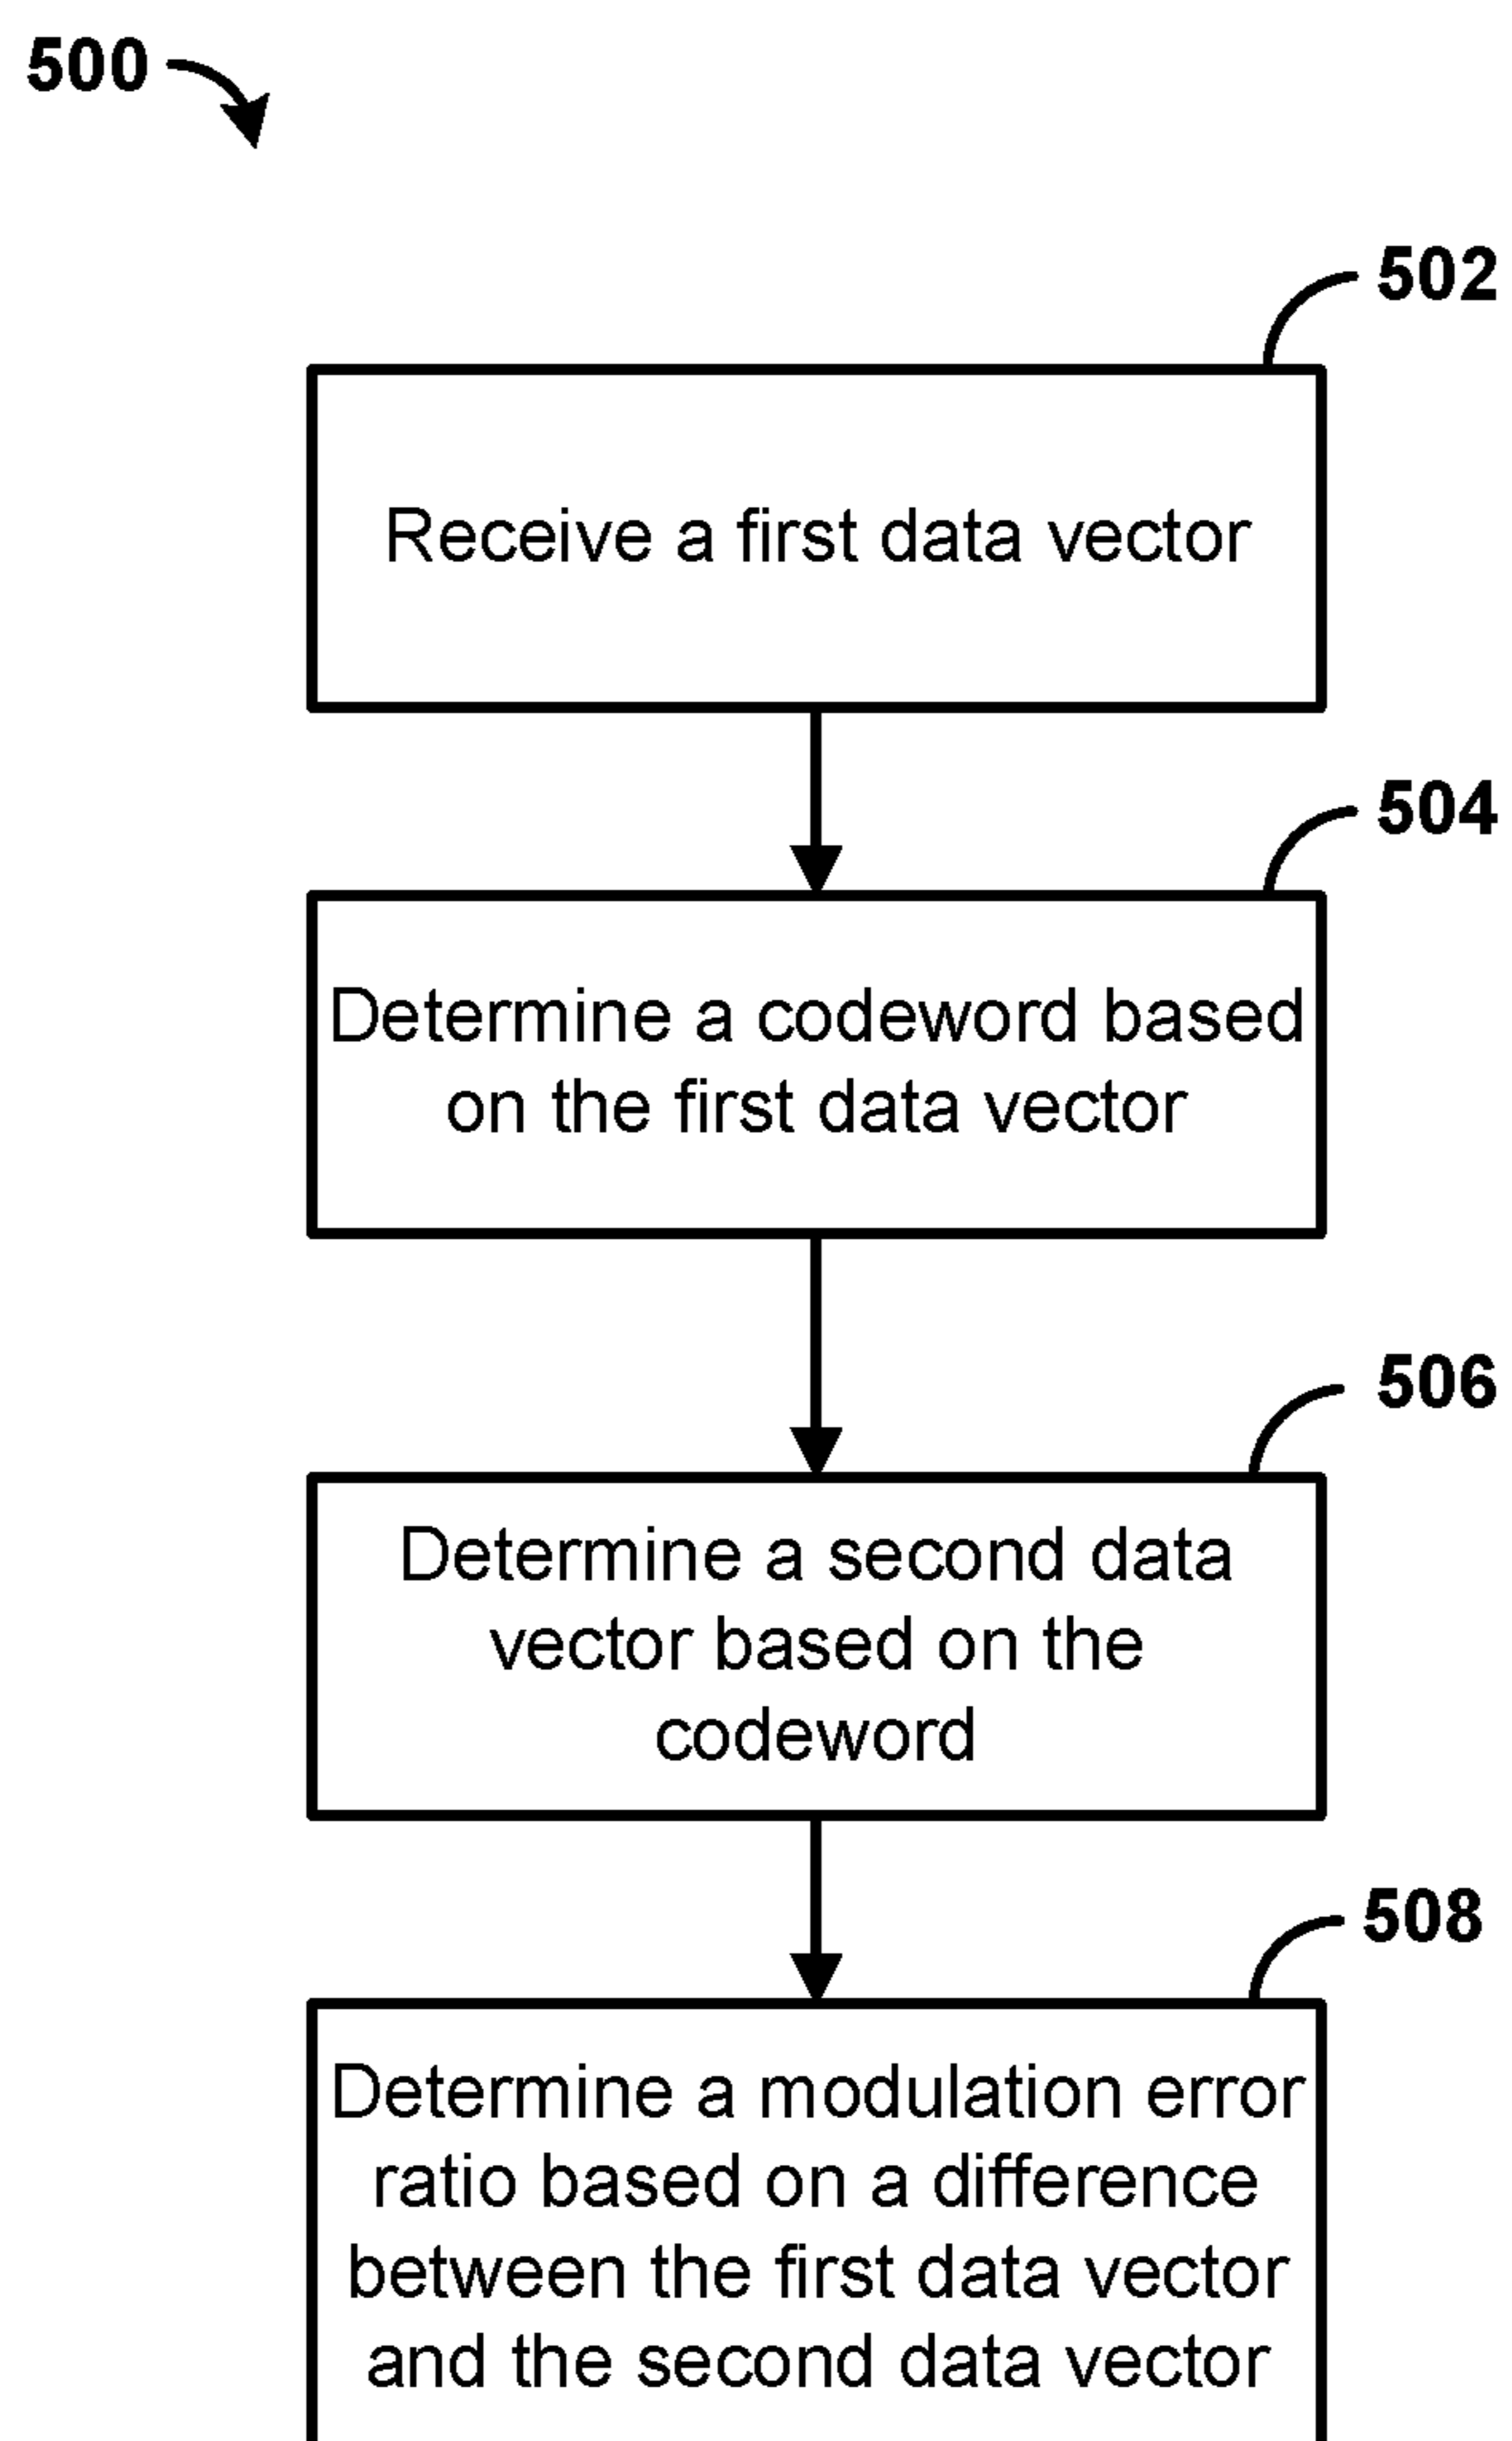 500
502
Receive a first data vector
504
Determine a codeword based
on the first data vector
506
Determine a second data
vector based on the
codeword
508
Determine a modulation error
ratio based on a difference
between the first data vector
and the second data vector